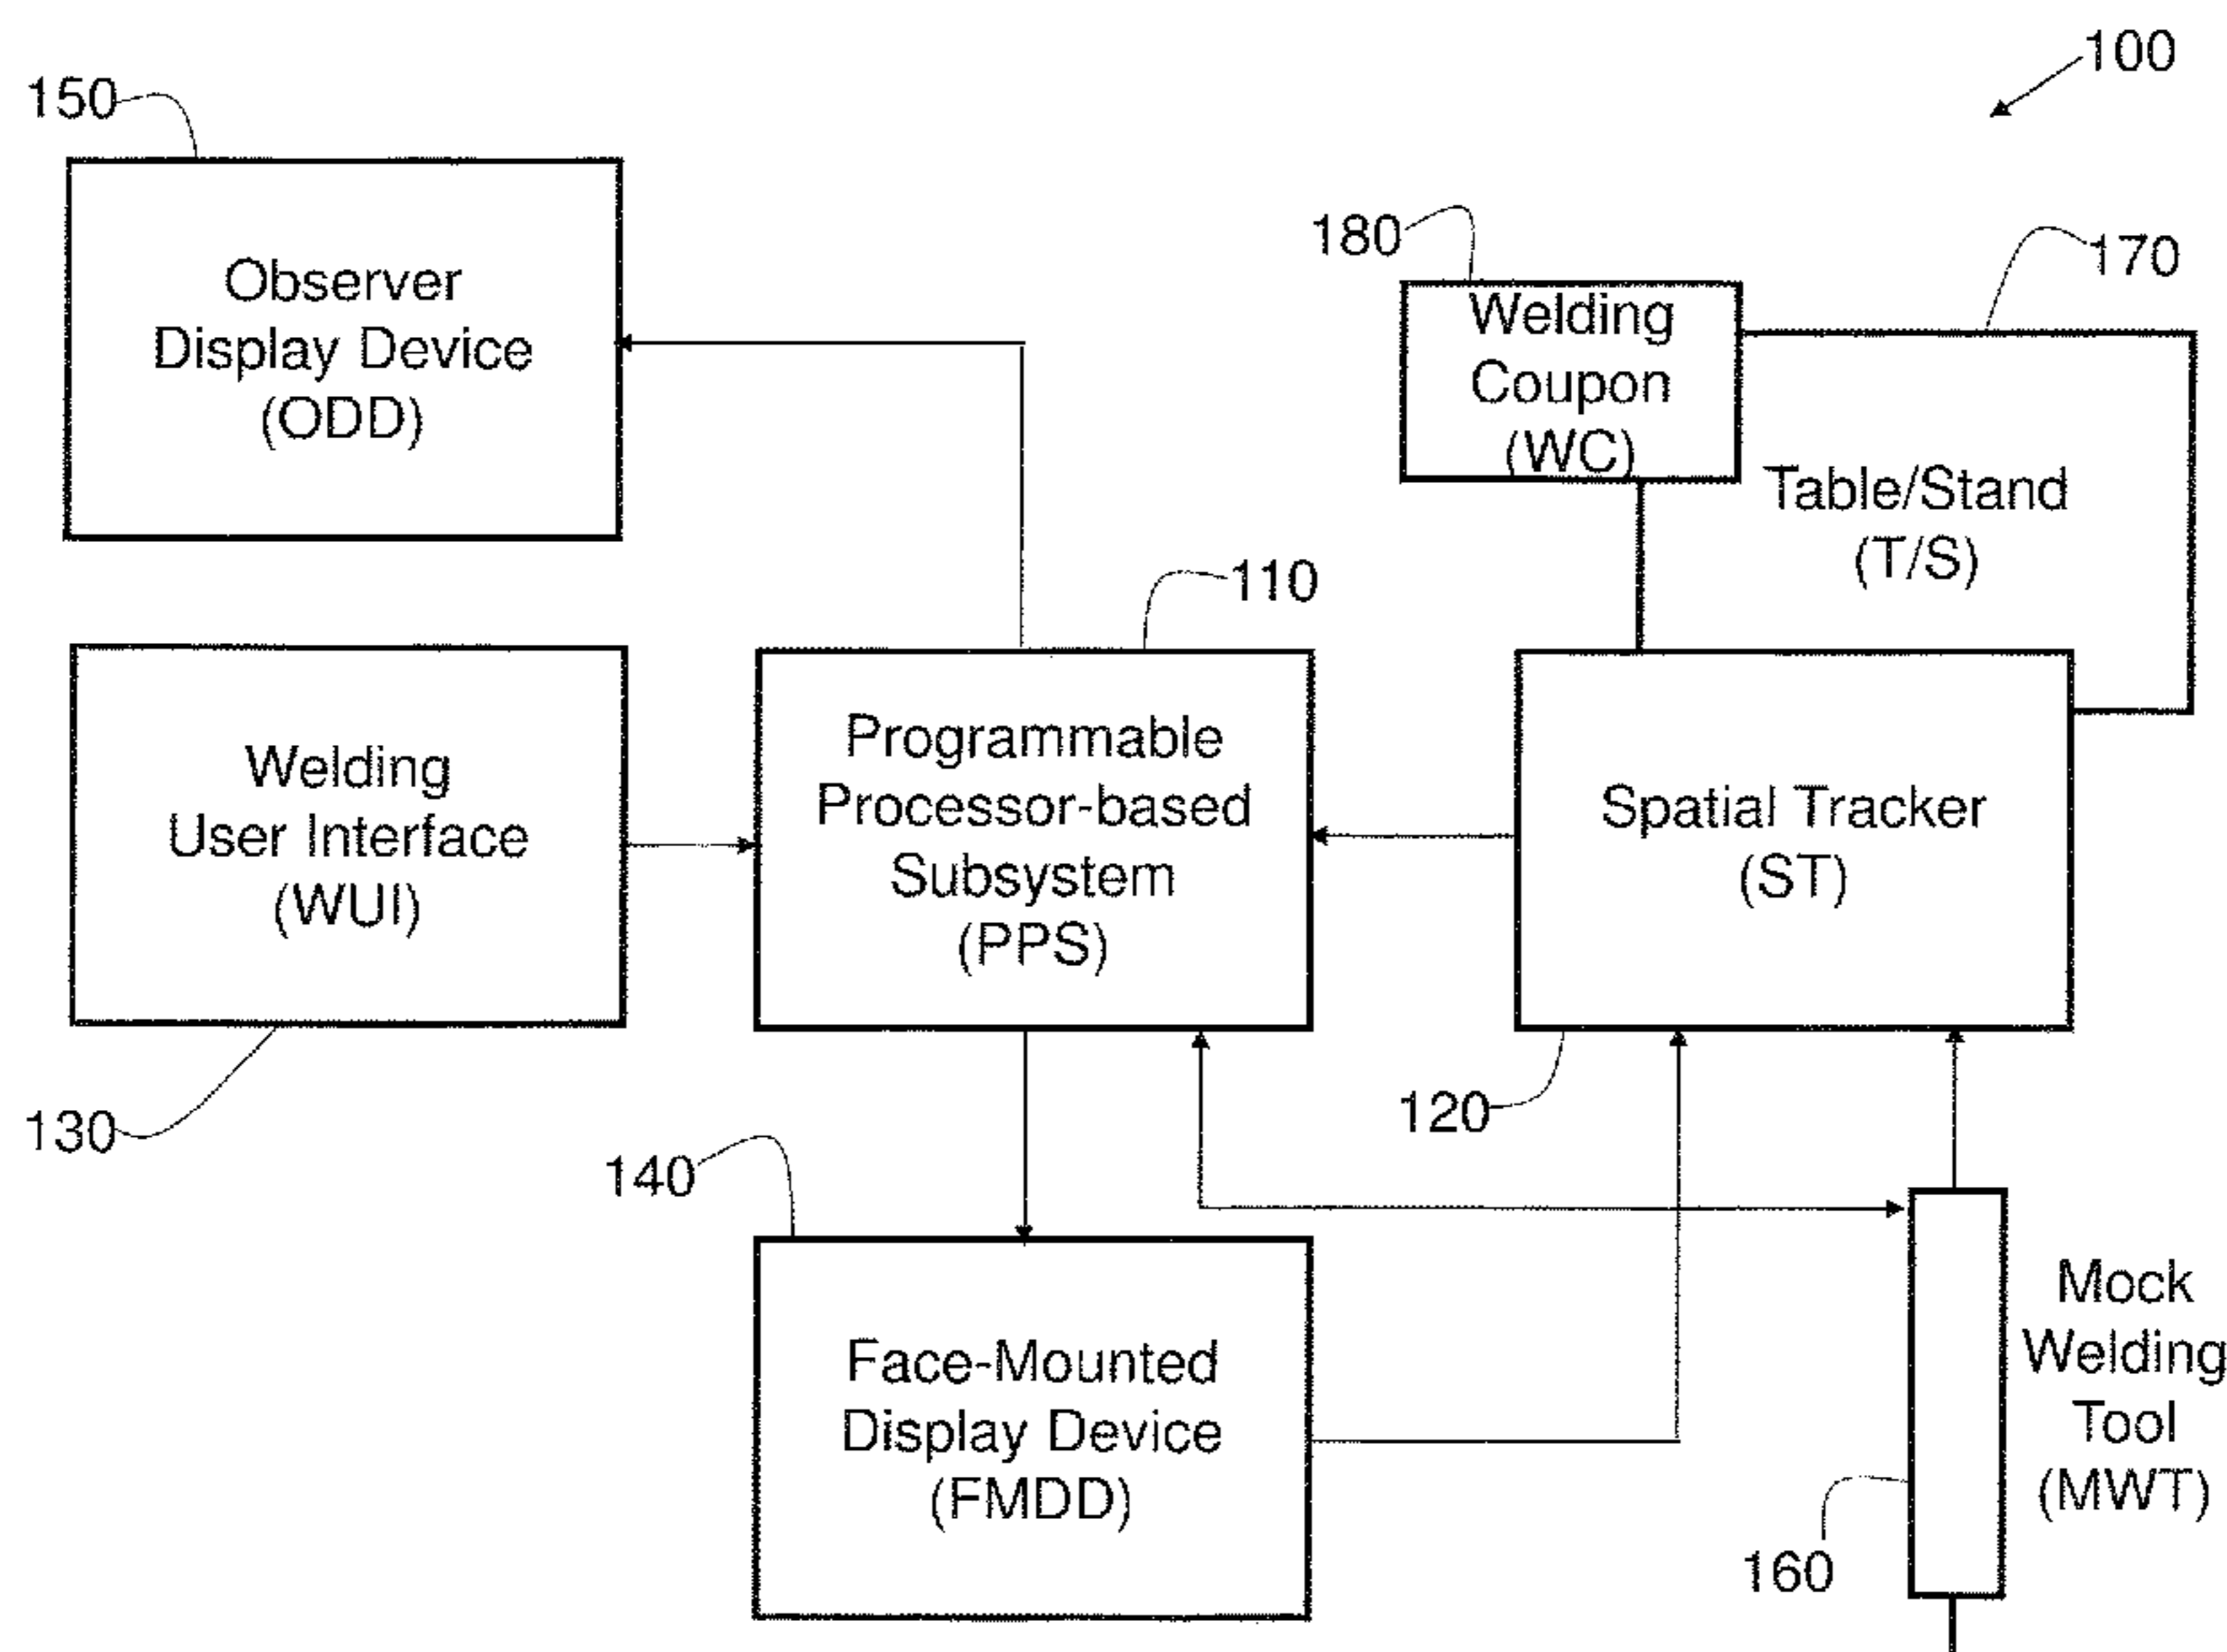 100
150
Observer
Display Device
(ODD)
180
Welding
Coupon
(WC)
170
Table/Stand
(T/S)
110
Welding
User Interface
(WUI)
130
Programmable
Processor-based
Subsystem
(PPS)
Spatial Tracker
(ST)
120
140
Face-Mounted
Display Device
(FMDD)
Mock
Welding
Tool
(MWT)
160